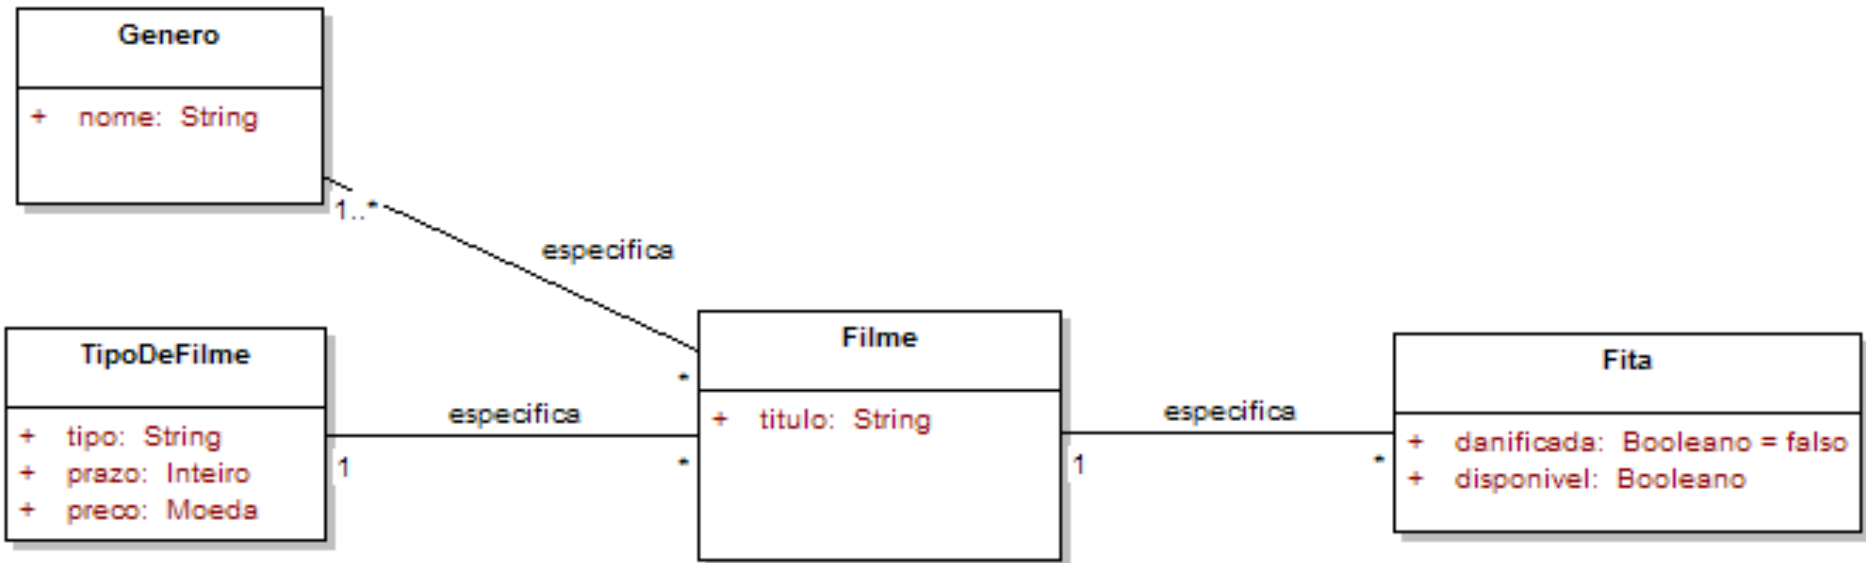 Genero
+ nome: String
1..*
especifica
*
TipoDeFilme
+ tipo: String
+ prazo: Inteiro
+ preco: Moeda
especifica
1
*
Filme
+ titulo: String
especifica
1
*
Fita
+ danificada: Booleano = falso
+ disponivel: Booleano